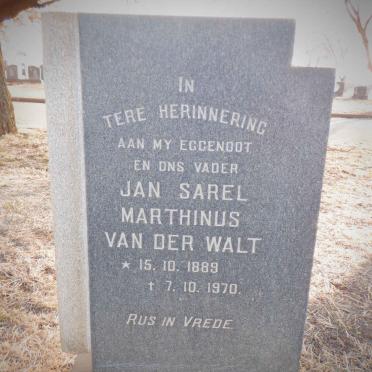 IN
TERE HERINNERING
AAN MY EGGENOOT
EN ONS VADER
JAN SAREL
MARTHINUS
VAN DER WALT
* 15. 10. 1889
† 7. 10. 1970.
RUS IN VREDE